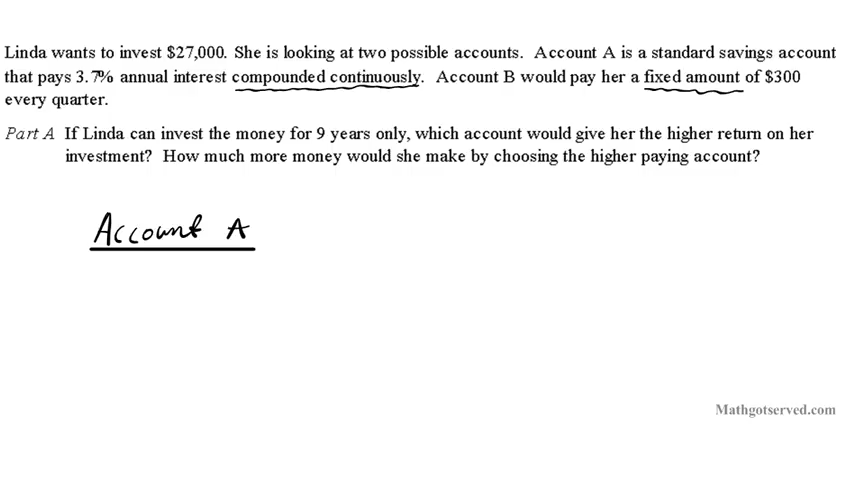 Linda wants to invest $27,000. She is looking at two possible accounts. Account A is a standard savings account
that pays 3.7% annual interest compounded continuously. Account B would pay her a fixed amount of $300
every quarter.
Part A If Linda can invest the money for 9 years only, which account would give her the higher return on her
investment? How much more money would she make by choosing the higher paying account?
Account A
Mathgotserved.com